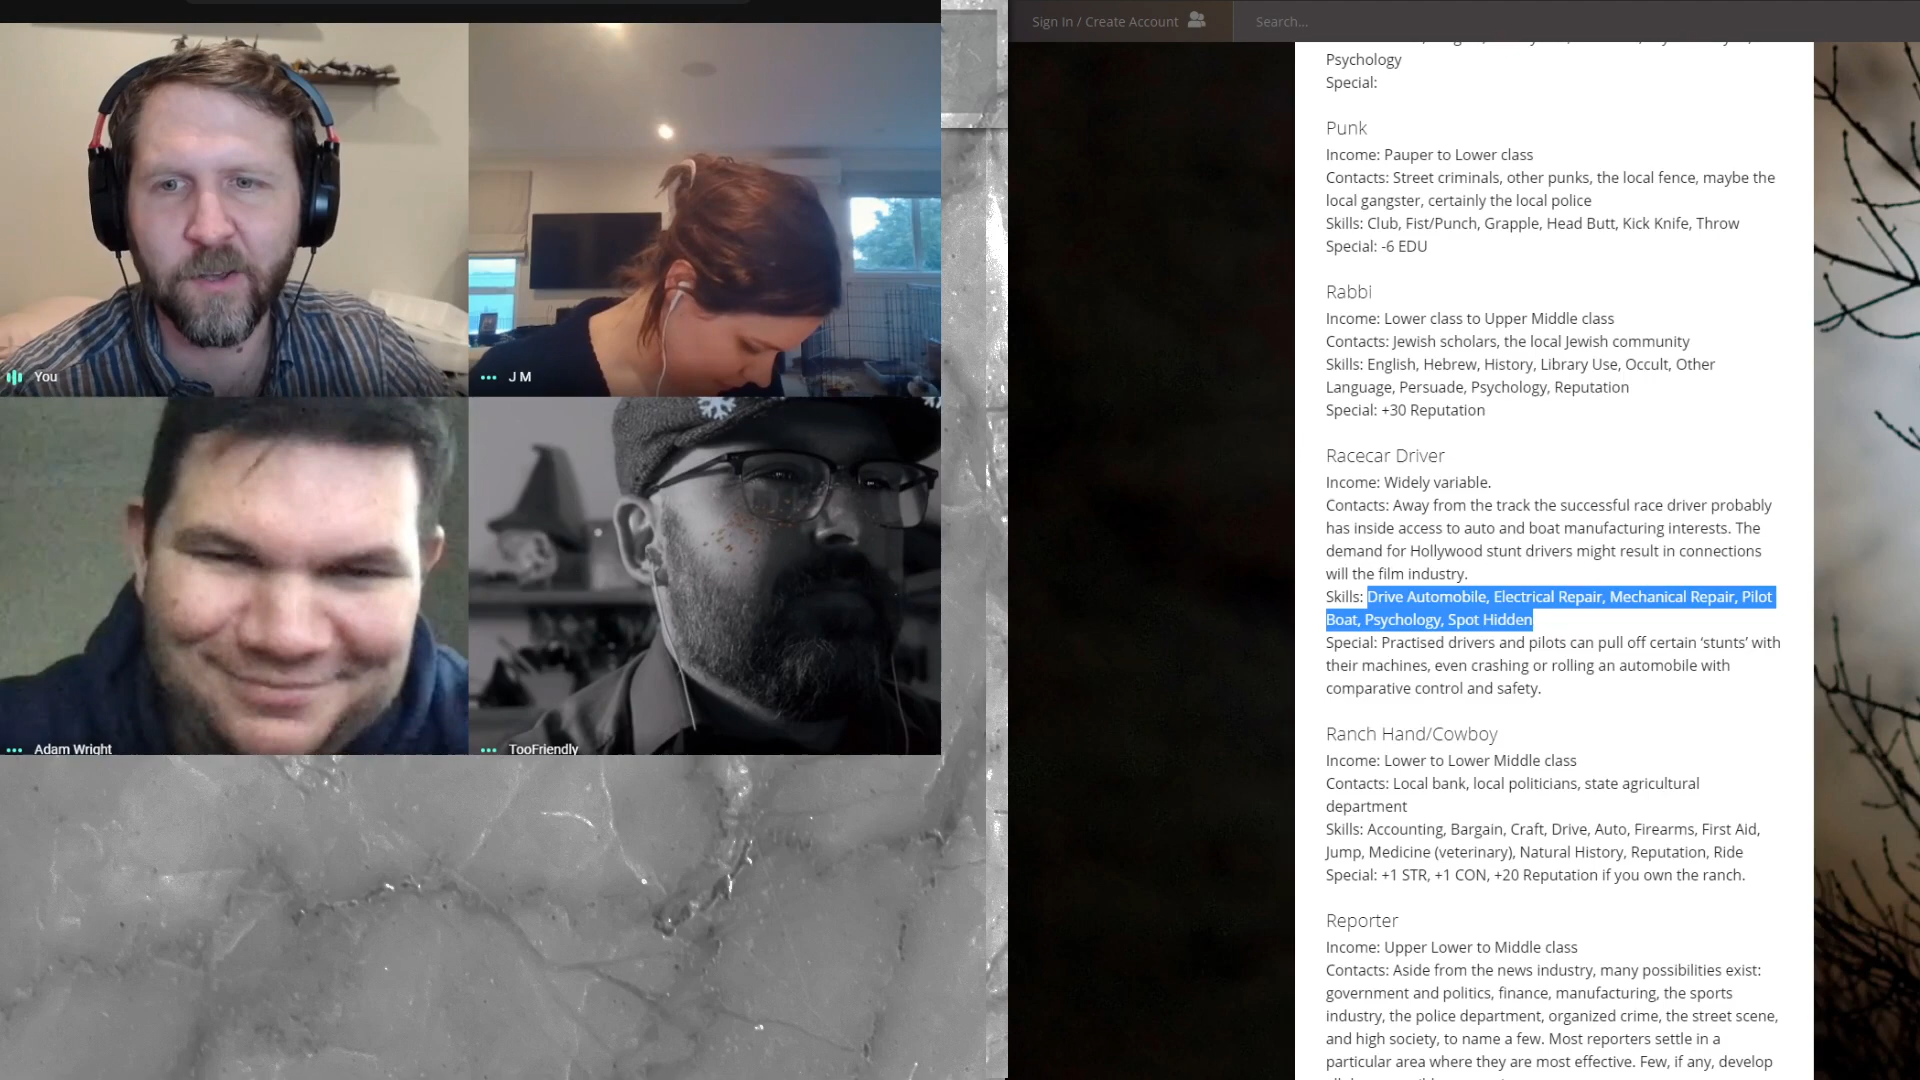 You
J M
Adam Wright
TooFriendly
Sign In / Create Account
Search...
Psychology
Special:
Punk
Income: Pauper to Lower class
Contacts: Street criminals, other punks, the local fence, maybe the
local gangster, certainly the local police
Skills: Club, Fist/Punch, Grapple, Head Butt, Kick Knife, Throw
Special: -6 EDU
Rabbi
Income: Lower class to Upper Middle class
Contacts: Jewish scholars, the local Jewish community
Skills: English, Hebrew, History, Library Use, Occult, Other
Language, Persuade, Psychology, Reputation
Special: +30 Reputation
Racecar Driver
Income: Widely variable.
Contacts: Away from the track the successful race driver probably
has inside access to auto and boat manufacturing interests. The
demand for Hollywood stunt drivers might result in connections
will the film industry.
Skills: Drive Automobile, Electrical Repair, Mechanical Repair, Pilot
Boat, Psychology, Spot Hidden
Special: Practised drivers and pilots can pull off certain ‘stunts’ with
their machines, even crashing or rolling an automobile with
comparative control and safety.
Ranch Hand/Cowboy
Income: Lower to Lower Middle class
Contacts: Local bank, local politicians, state agricultural
department
Skills: Accounting, Bargain, Craft, Drive, Auto, Firearms, First Aid,
Jump, Medicine (veterinary), Natural History, Reputation, Ride
Special: +1 STR, +1 CON, +20 Reputation if you own the ranch.
Reporter
Income: Upper Lower to Middle class
Contacts: Aside from the news industry, many possibilities exist:
government and politics, finance, manufacturing, the sports
industry, the police department, organized crime, the street scene,
and high society, to name a few. Most reporters settle in a
particular area where they are most effective. Few, if any, develop